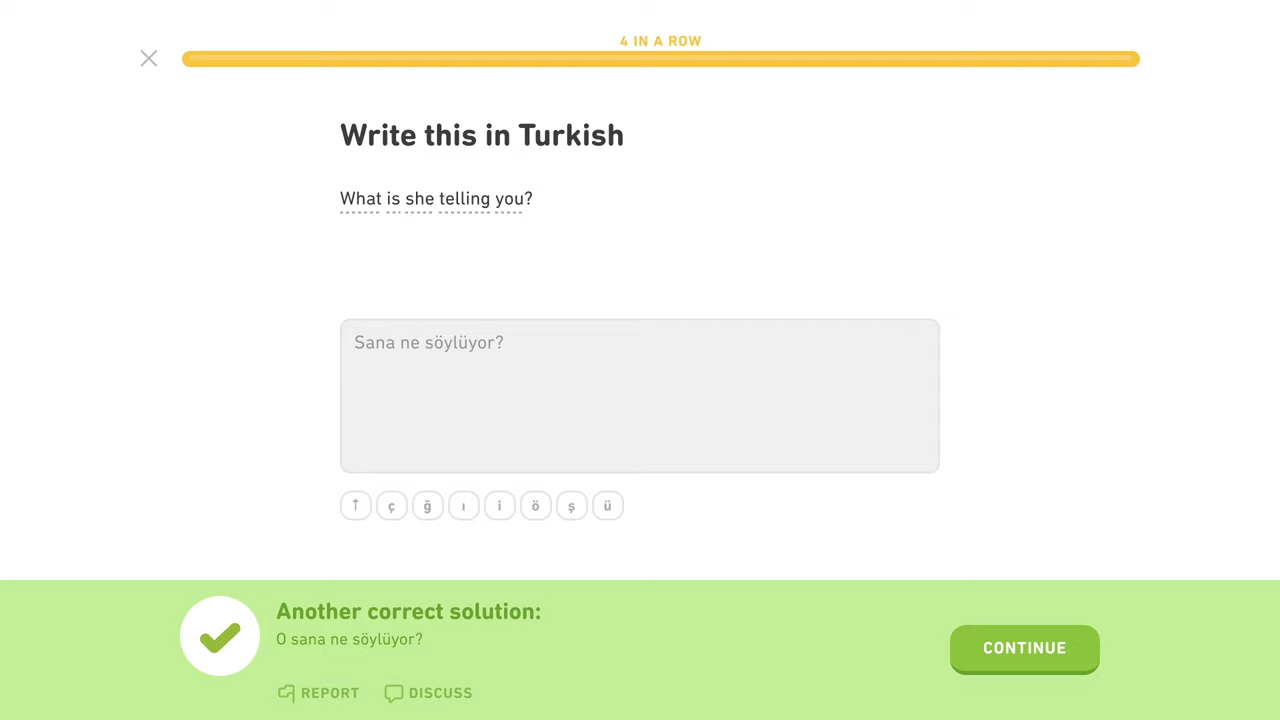 4 IN A ROW
Write this in Turkish
What is she telling you?
Sana ne söylüyor?
↑ ç ğ ı i ö ş ü
Another correct solution:
O sana ne söylüyor?
CONTINUE
REPORT DISCUSS